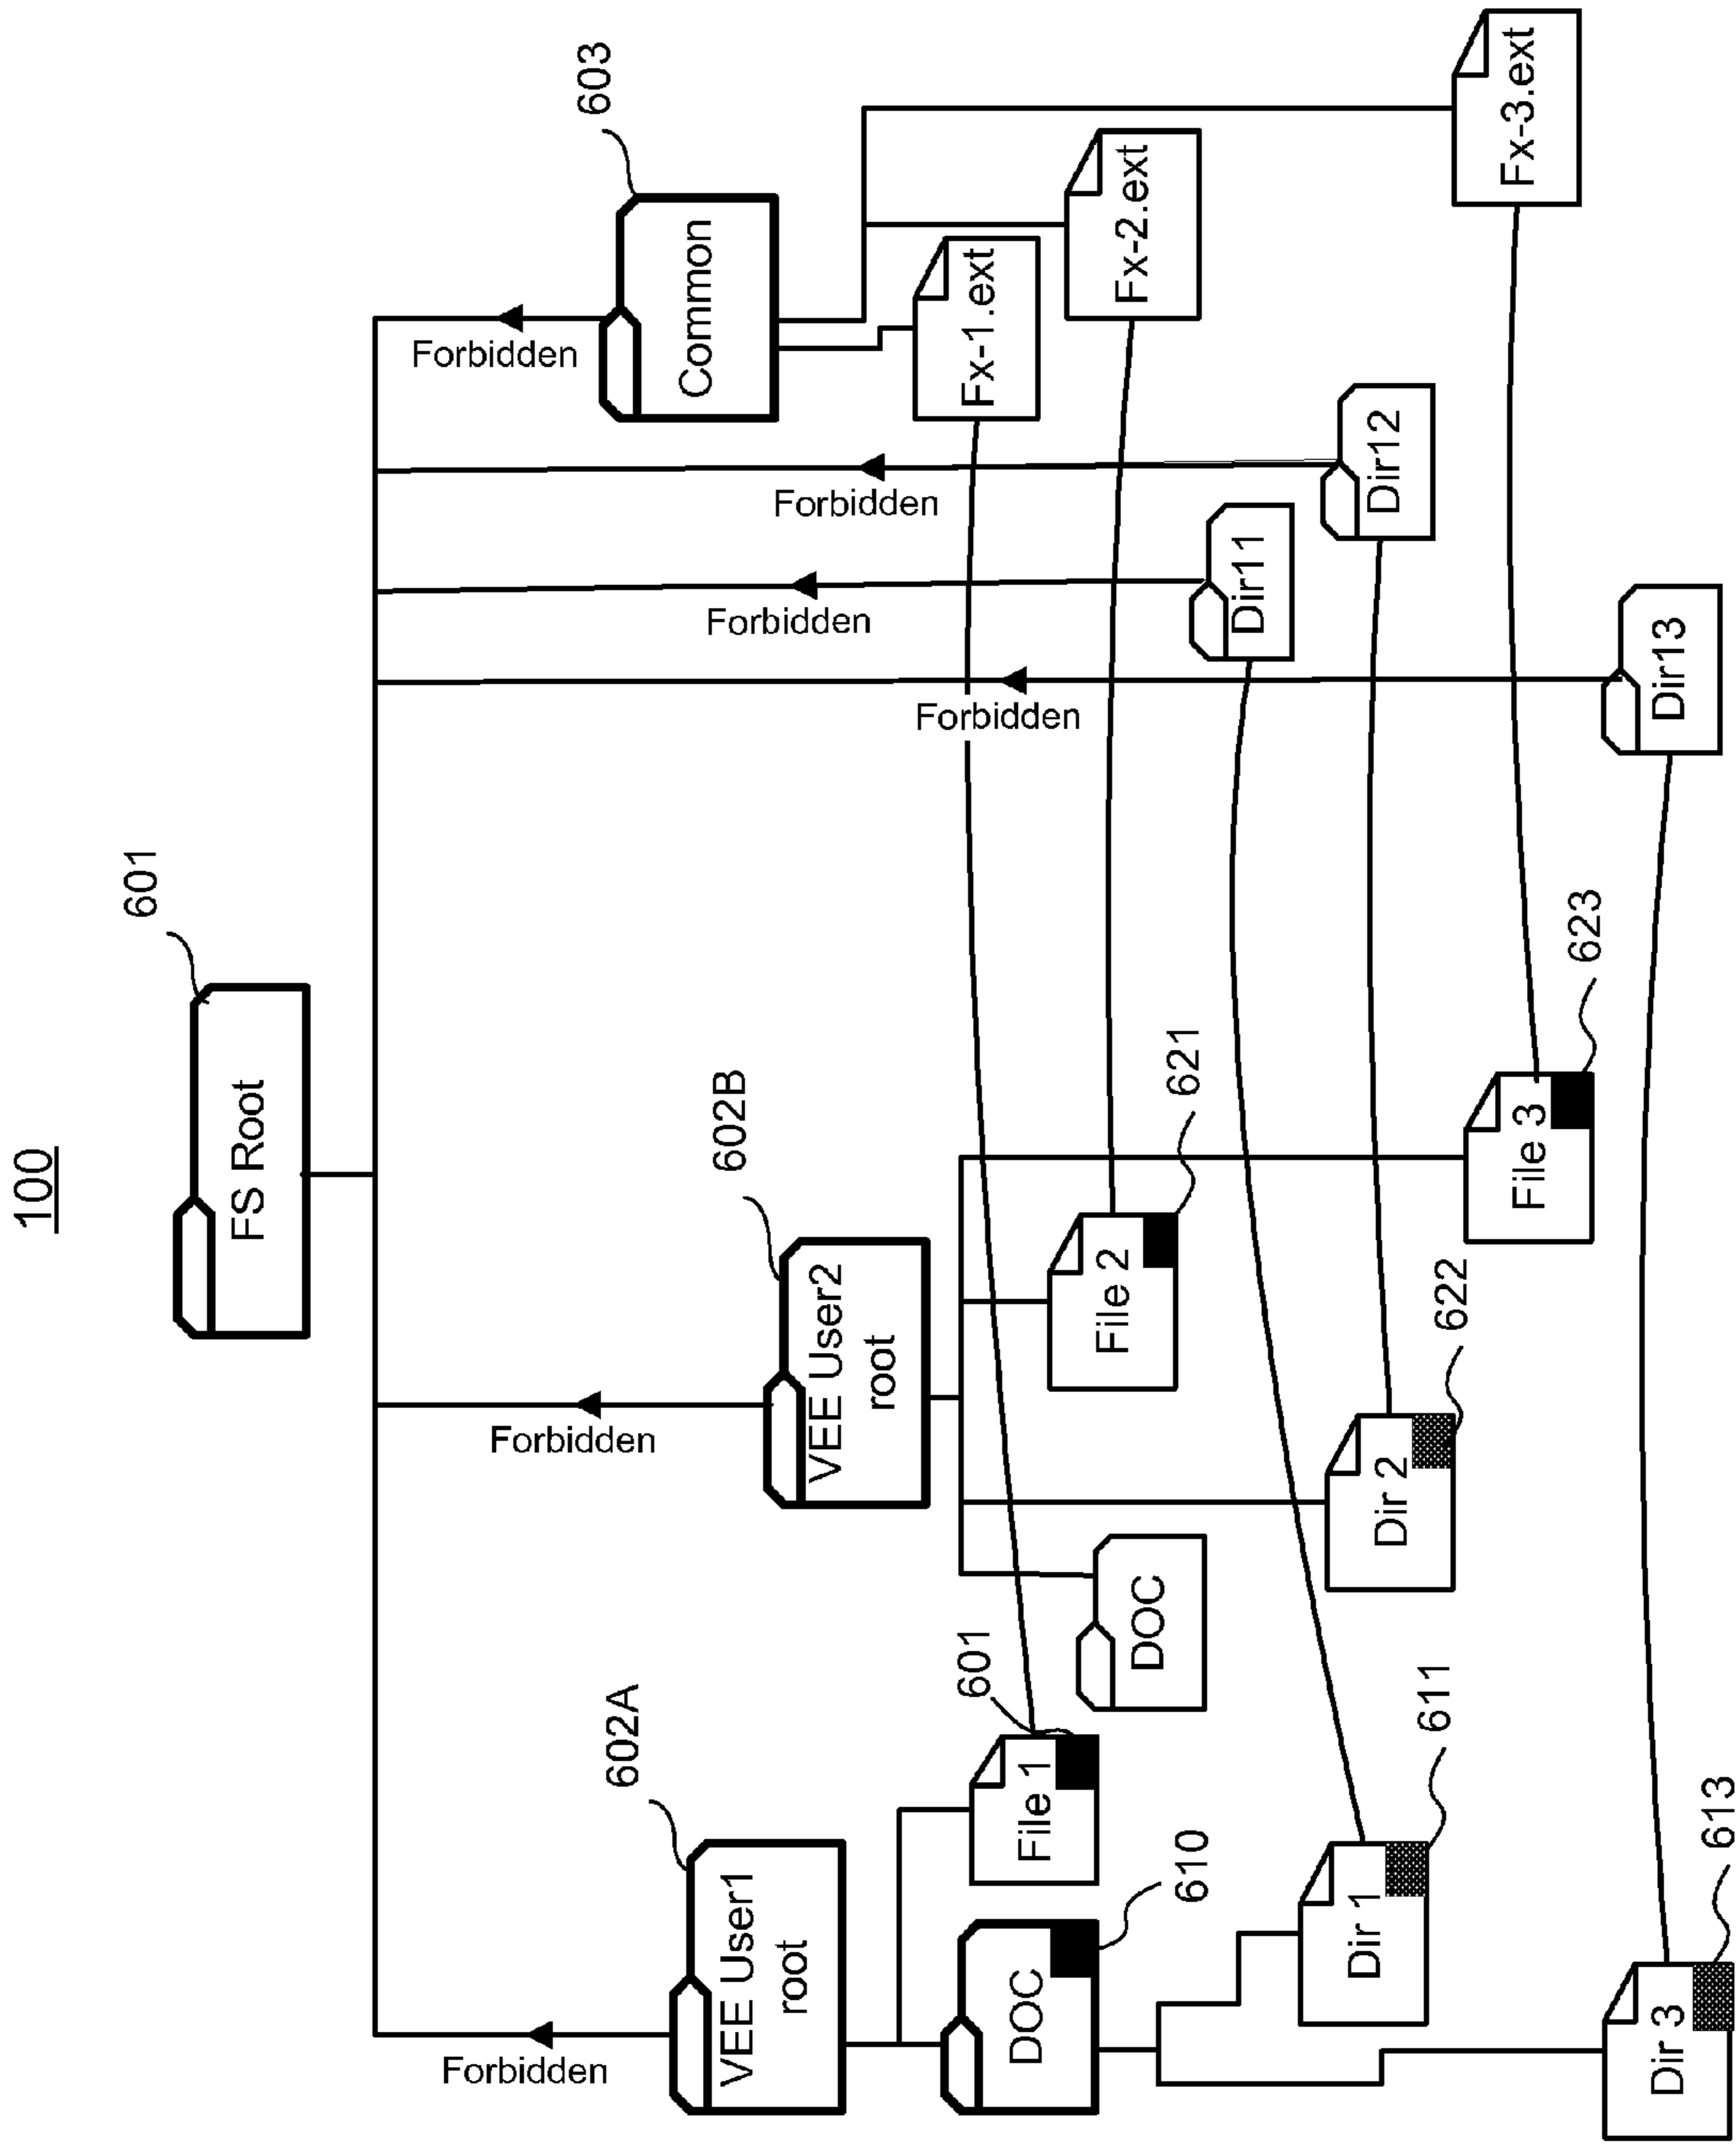 100
601
FS Root
Forbidden
Forbidden
Forbidden
Forbidden
Forbidden
Forbidden
602A
VEE User1
root
602B
VEE User2
root
603
Common
DOC
610
File 1
601
DOC
File 2
621
Fx-1.ext
Fx-2.ext
Dir 1
611
Dir 2
622
File 3
623
Dir11
Dir12
Fx-3.ext
Dir 3
613
Dir13